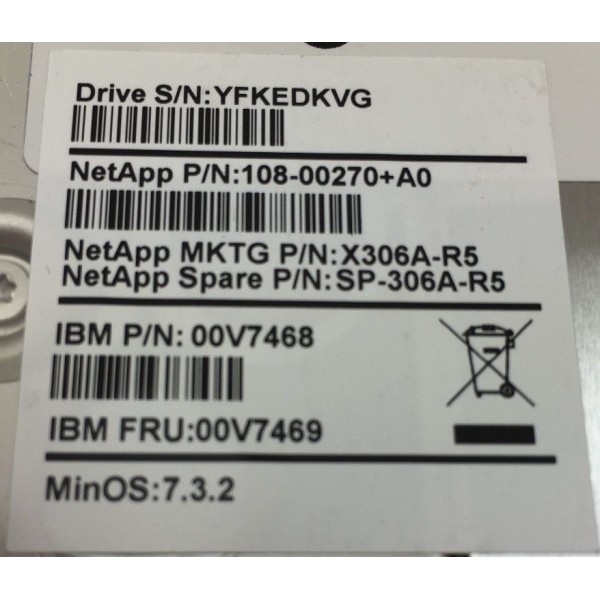 Drive S/N:YFKEDKVG
NetApp P/N:108-00270+A0
NetApp MKTG P/N:X306A-R5
NetApp Spare P/N:SP-306A-R5
IBM P/N: 00V7468
IBM FRU:00V7469
MinOS:7.3.2